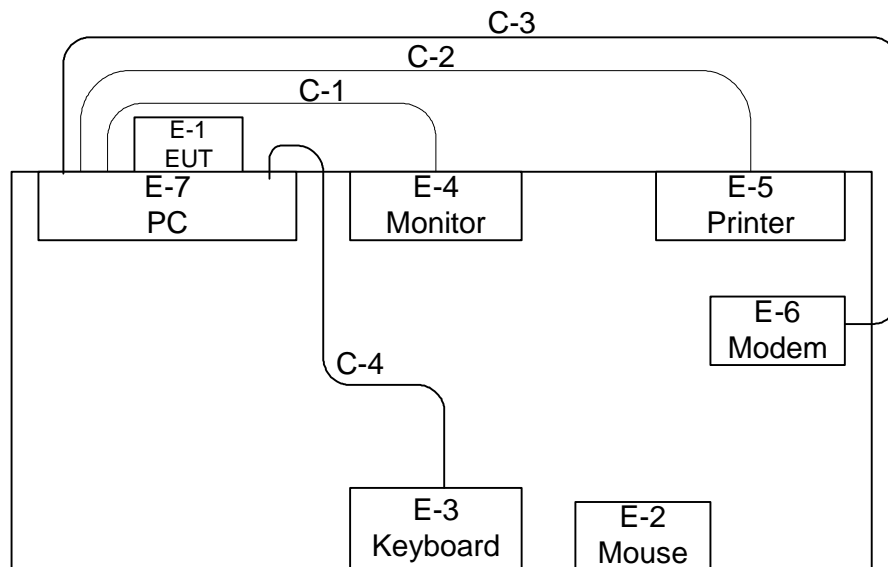 C-3
C-2
C-1
E-1
EUT
E-7
PC
E-4
Monitor
E-5
Printer
E-6
Modem
C-4
E-3
Keyboard
E-2
Mouse